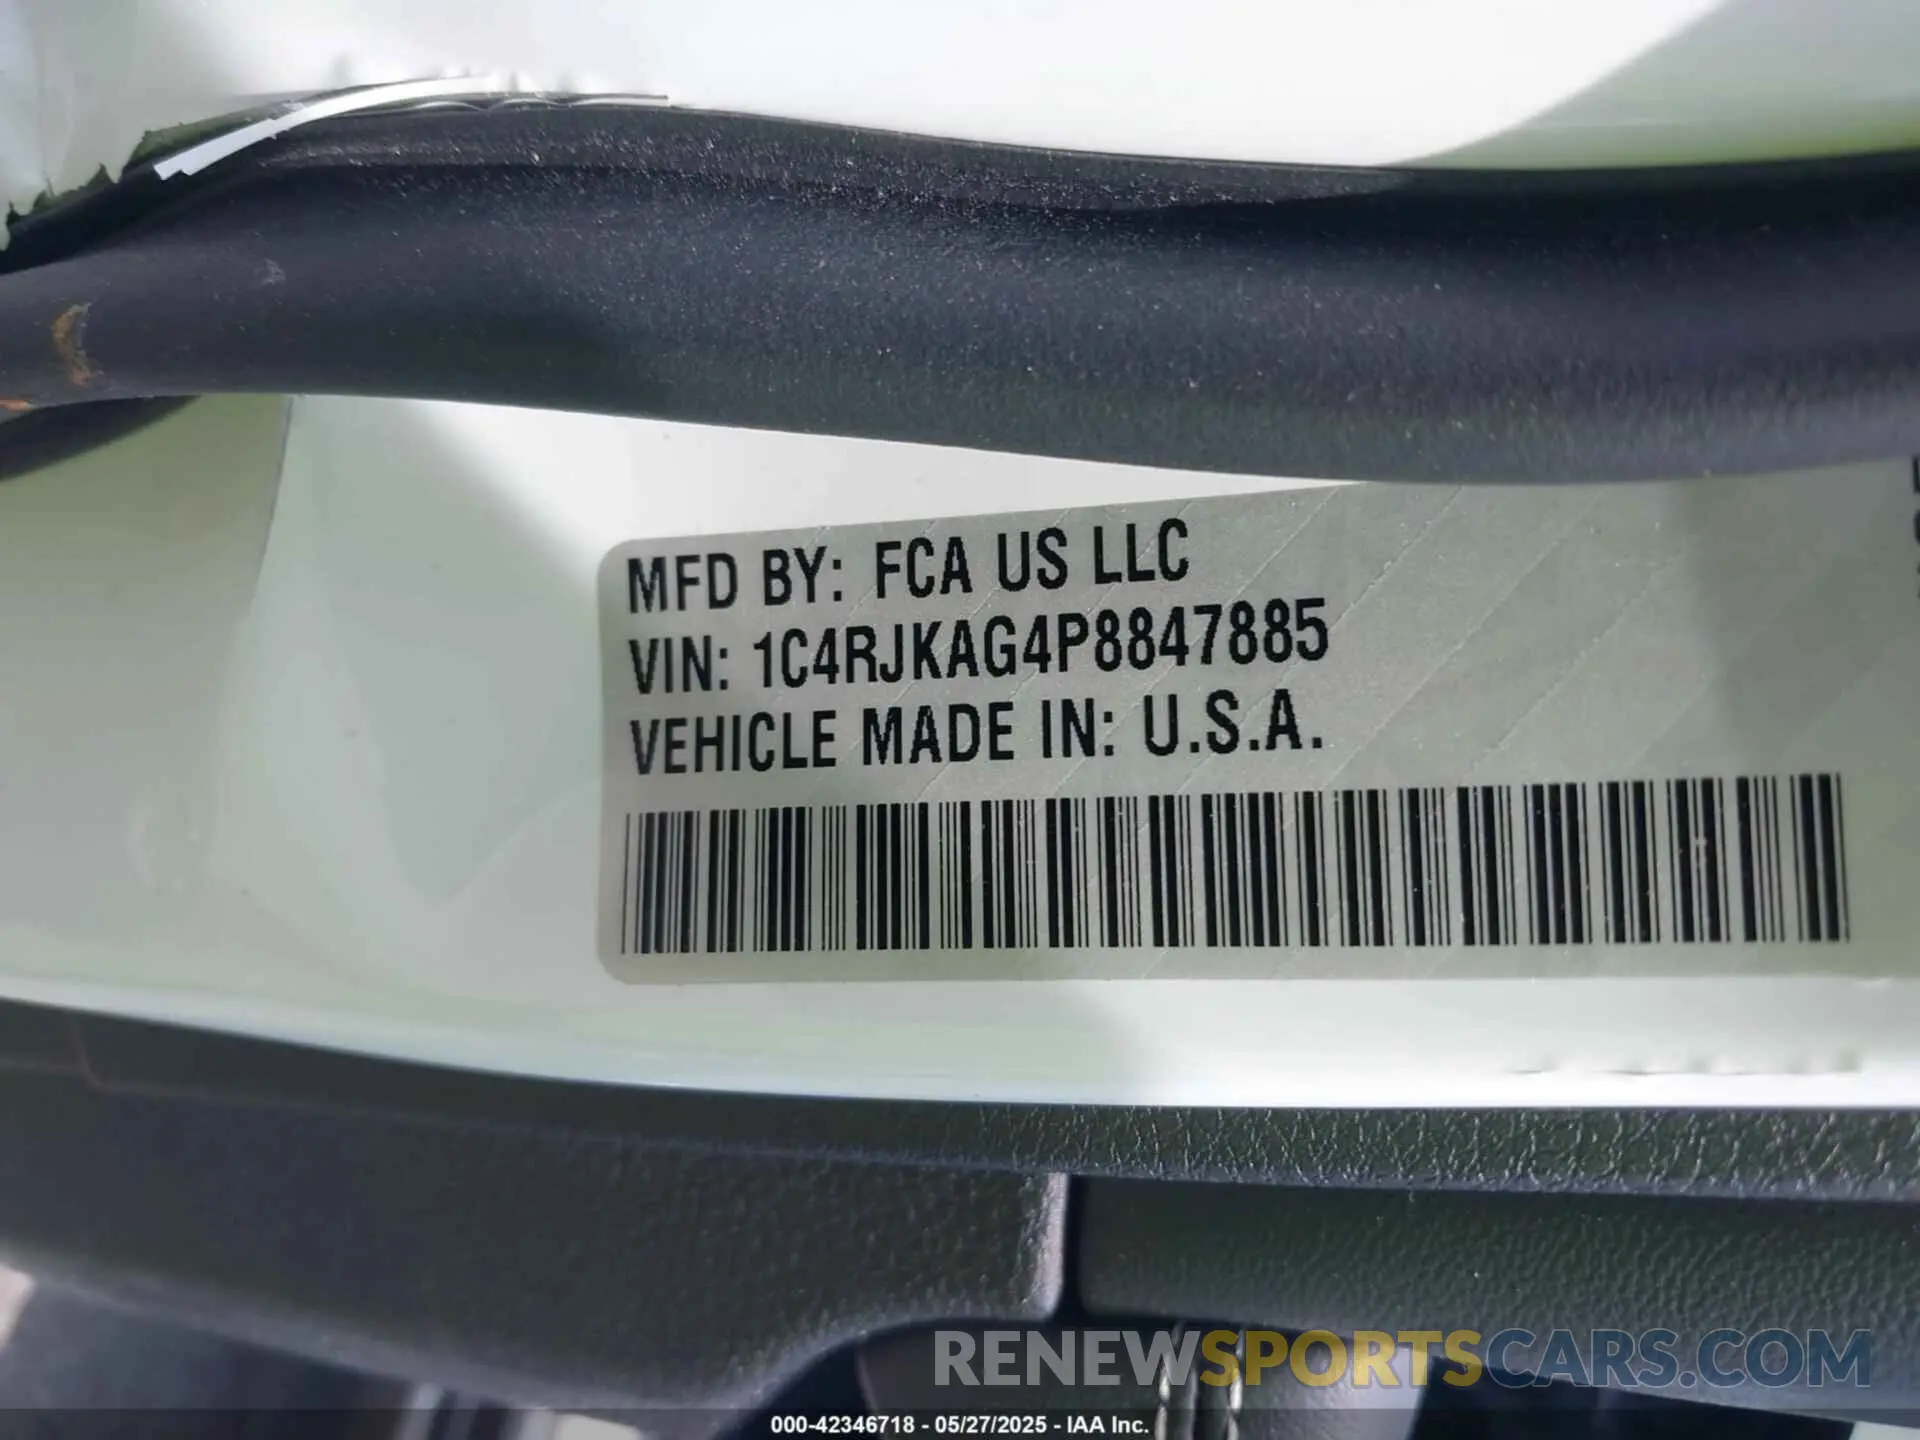 MFD BY: FCA US LLC
VIN: 1C4RJKAG4P8847885
VEHICLE MADE IN: U.S.A.
RENEWSPORTSCARS.COM
000-42346718 - 05/27/2025 - IAA Inc.